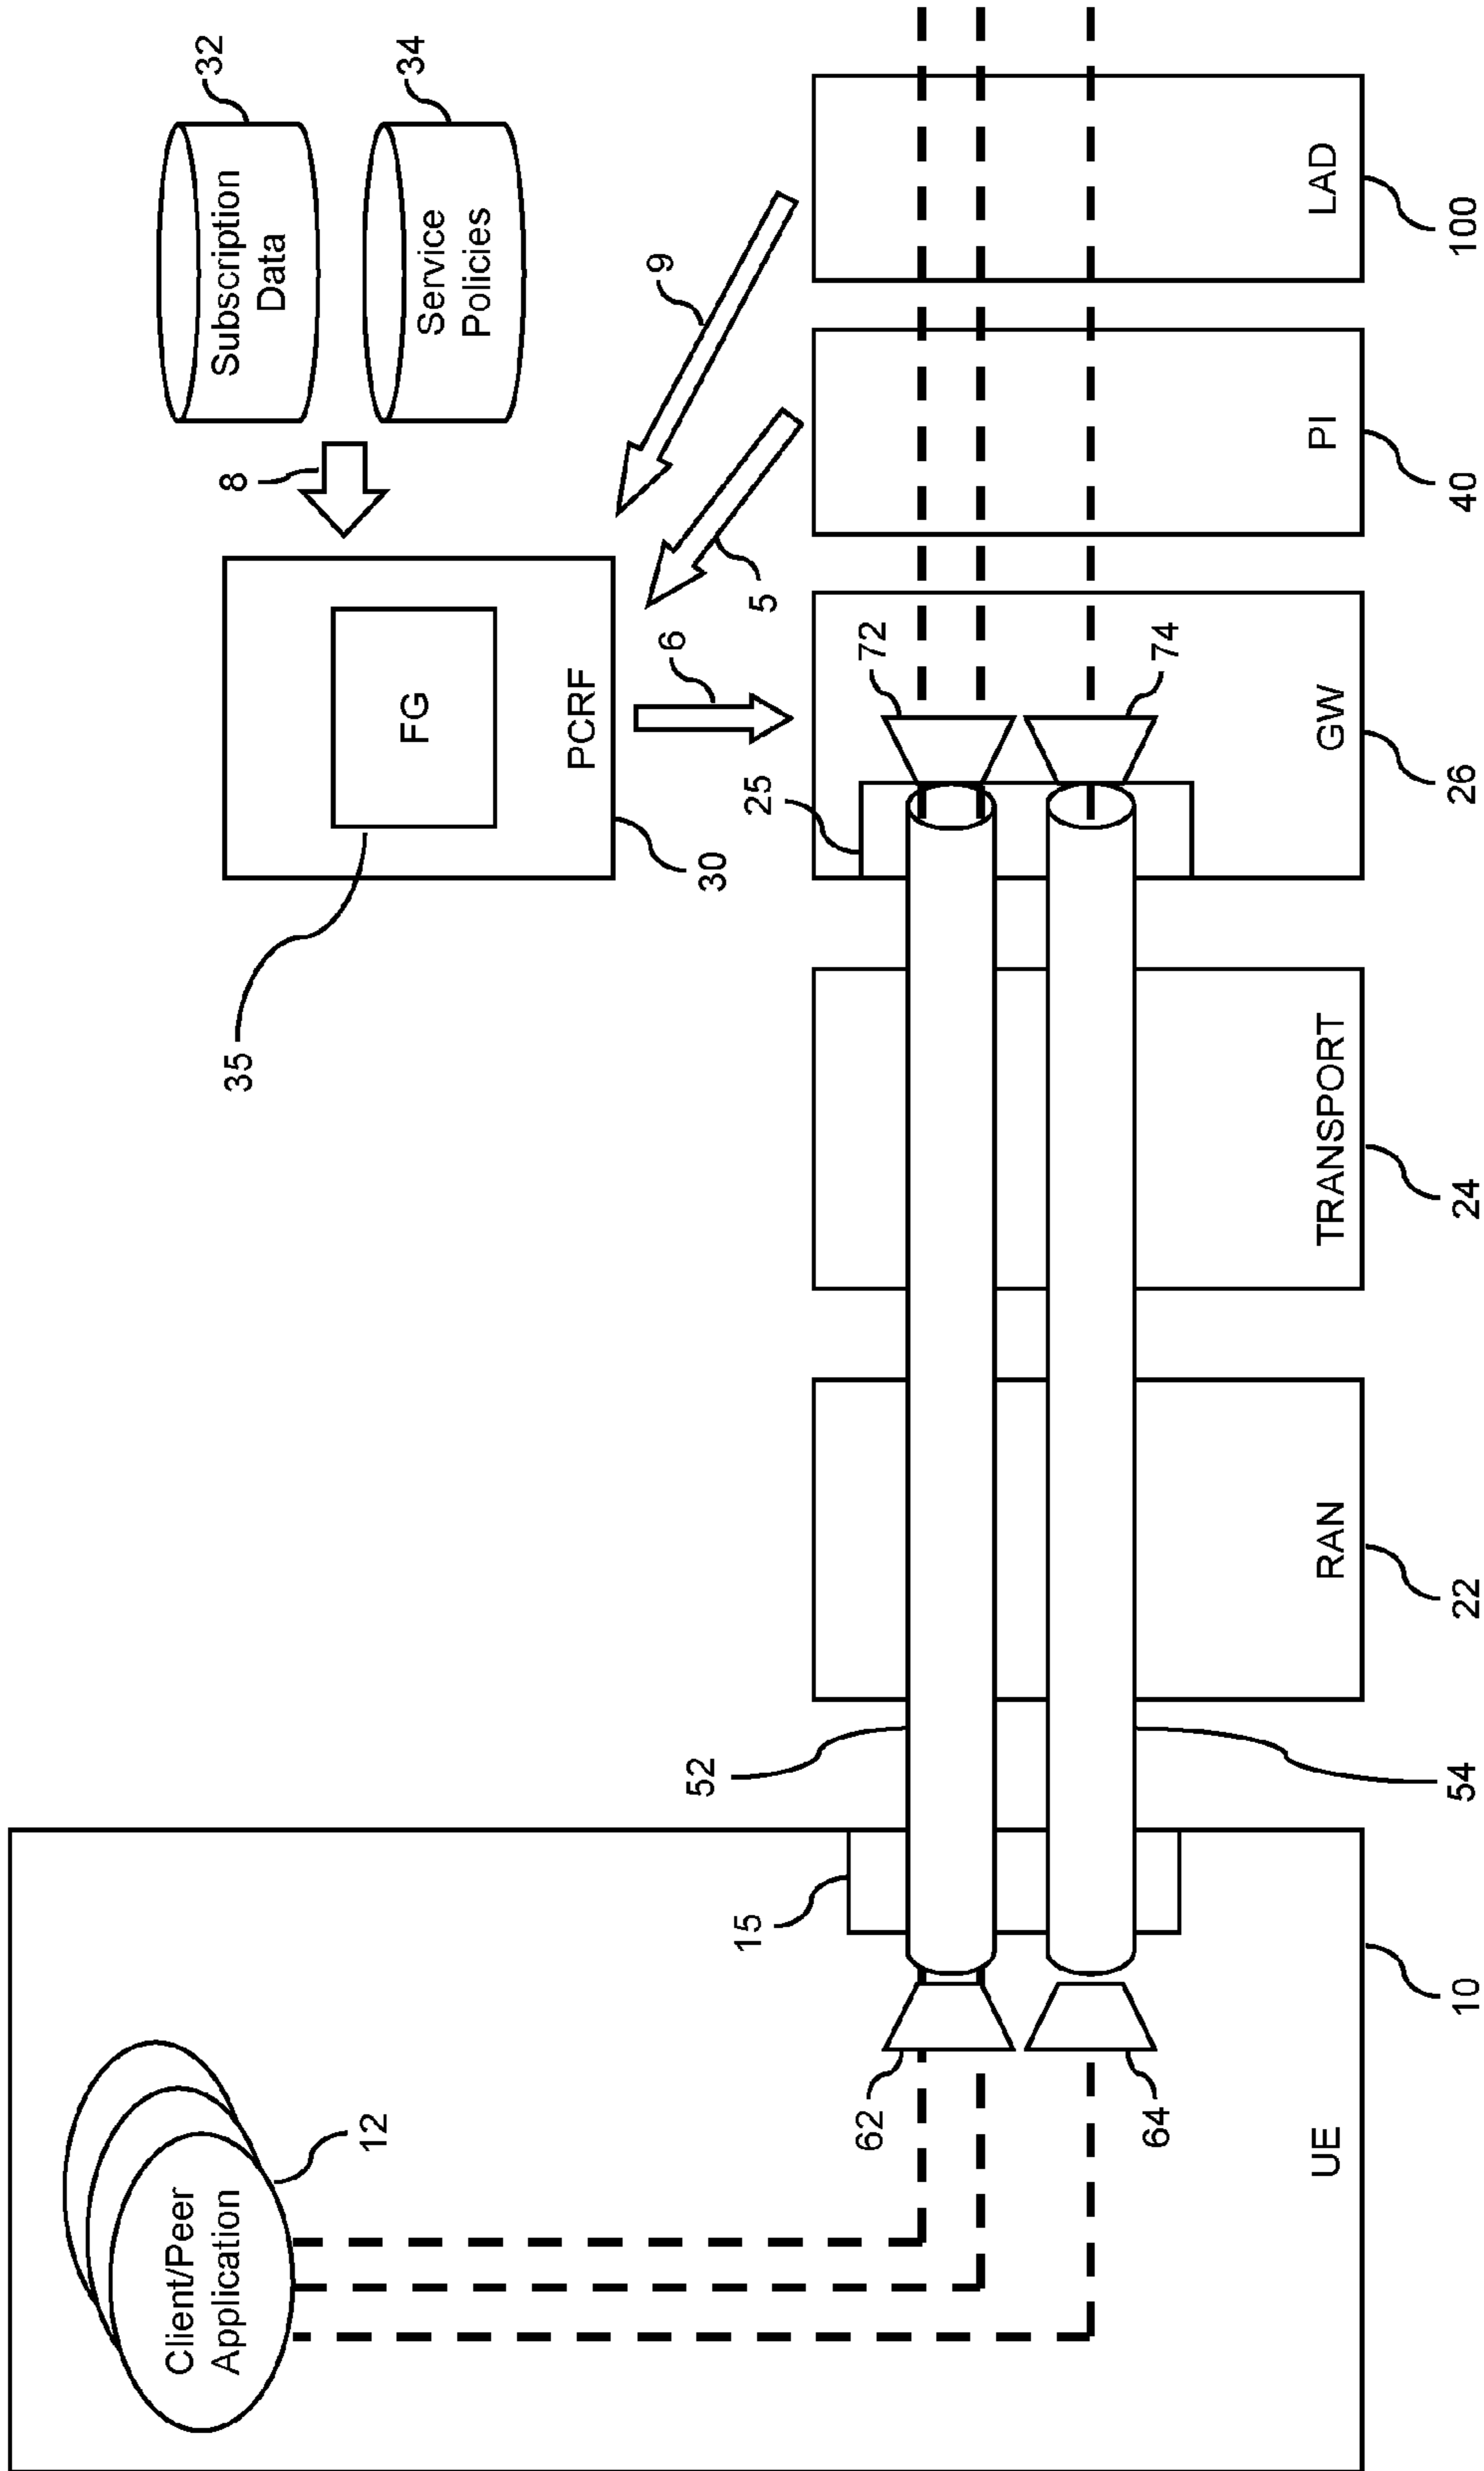 Client/Peer
Application
12
UE
10
15
62
64
52
54
RAN
22
TRANSPORT
24
35
FG
PCRF
30
25
6
72
74
GW
26
8
Subscription
Data
32
Service
Policies
34
9
5
PI
40
LAD
100